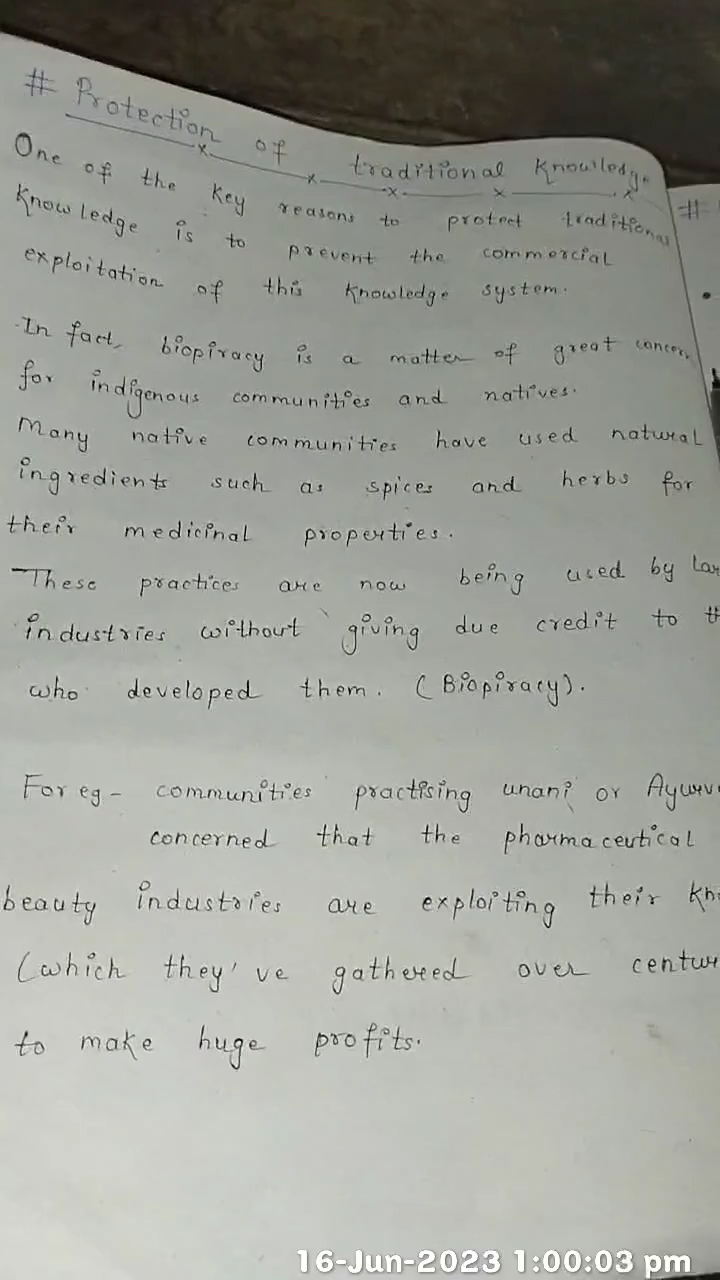 # Protection of traditional Knowledge
One of the key reasons to protect traditional
Knowledge is to prevent the commercial
exploitation of this Knowledge system.
In fact, biopiracy is a matter of great concern
for indigenous communities and natives.
Many native communities have used natural
ingredients such as spices and herbs for
their medicinal properties.
These practices are now being used by Lar
industries without giving due credit to th
who developed them. (Biopiracy).
For eg - communities practising unani or Ayurv
concerned that the pharmaceutical
beauty industries are exploiting their Kn
(which they've gathered over centur
to make huge profits.
#
16-Jun-2023 1:00:03 pm